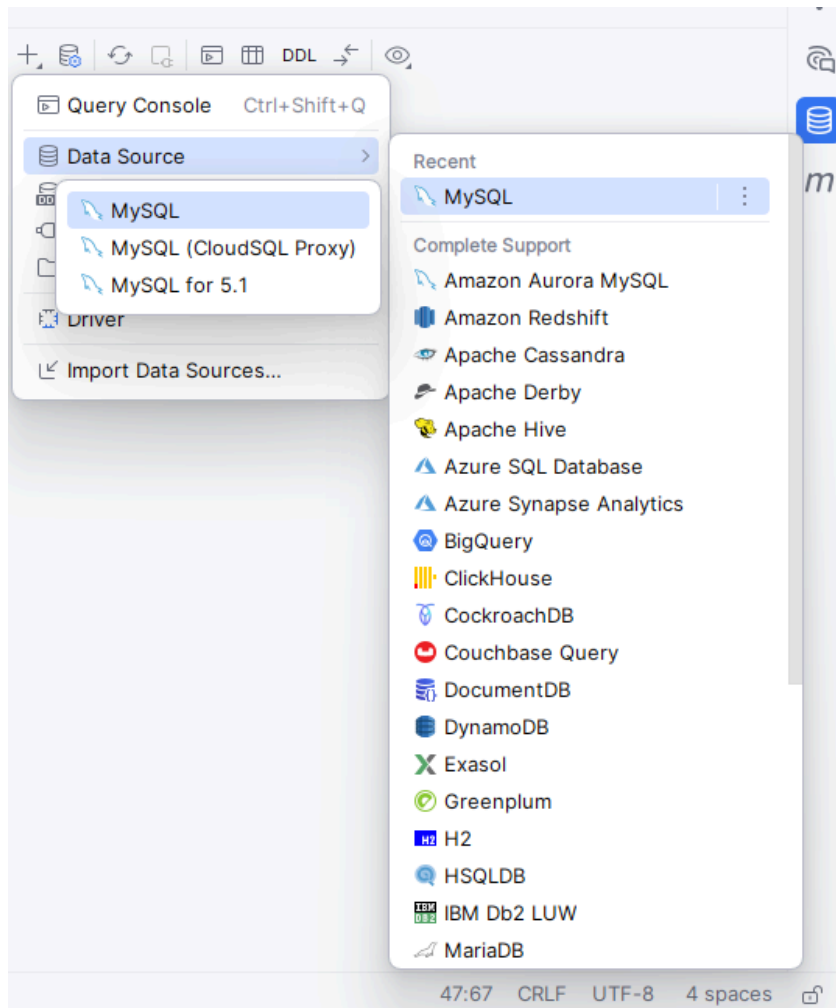 DDL
Query Console Ctrl+Shift+Q
Data Source
MySQL
MySQL (CloudSQL Proxy)
MySQL for 5.1
Driver
Import Data Sources...
Recent
MySQL
Complete Support
Amazon Aurora MySQL
Amazon Redshift
Apache Cassandra
Apache Derby
Apache Hive
Azure SQL Database
Azure Synapse Analytics
BigQuery
ClickHouse
CockroachDB
Couchbase Query
DocumentDB
DynamoDB
Exasol
Greenplum
H2 H2
HSQLDB
IBM DB2 IBM Db2 LUW
MariaDB
m
47:67 CRLF UTF-8 4 spaces